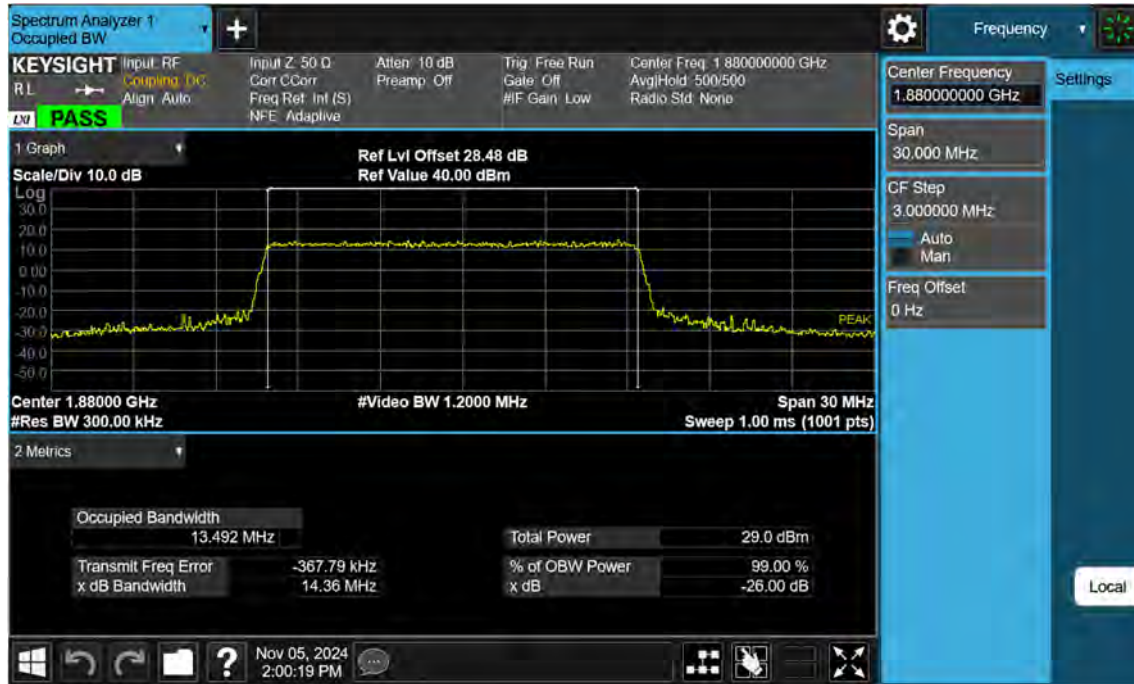 Spectrum Analyzer 1
Occupied BW
+
Frequency
KEYSIGHT
RL
LXI
PASS
Input: RF
Coupling: DC
Align: Auto
Input Z: 50 Ω
Corr CCorr
Freq Ref: Int (S)
NFE: Adaptive
Atten: 10 dB
Preamp: Off
Trig: Free Run
Gate: Off
#IF Gain: Low
Center Freq: 1.880000000 GHz
Avg|Hold: 500/500
Radio Std: None
1 Graph
Scale/Div 10.0 dB
Ref Lvl Offset 28.48 dB
Ref Value 40.00 dBm
Log
30.0
20.0
10.0
0.00
-10.0
-20.0
-30.0
-40.0
-50.0
PEAK
Center 1.88000 GHz
#Video BW 1.2000 MHz
Span 30 MHz
#Res BW 300.00 kHz
Sweep 1.00 ms (1001 pts)
2 Metrics
Occupied Bandwidth
13.492 MHz
Total Power 29.0 dBm
Transmit Freq Error -367.79 kHz
% of OBW Power 99.00 %
x dB Bandwidth 14.36 MHz
x dB -26.00 dB
Center Frequency
1.880000000 GHz
Settings
Span
30.000 MHz
CF Step
3.000000 MHz
Auto
Man
Freq Offset
0 Hz
Local
?
Nov 05, 2024
2:00:19 PM